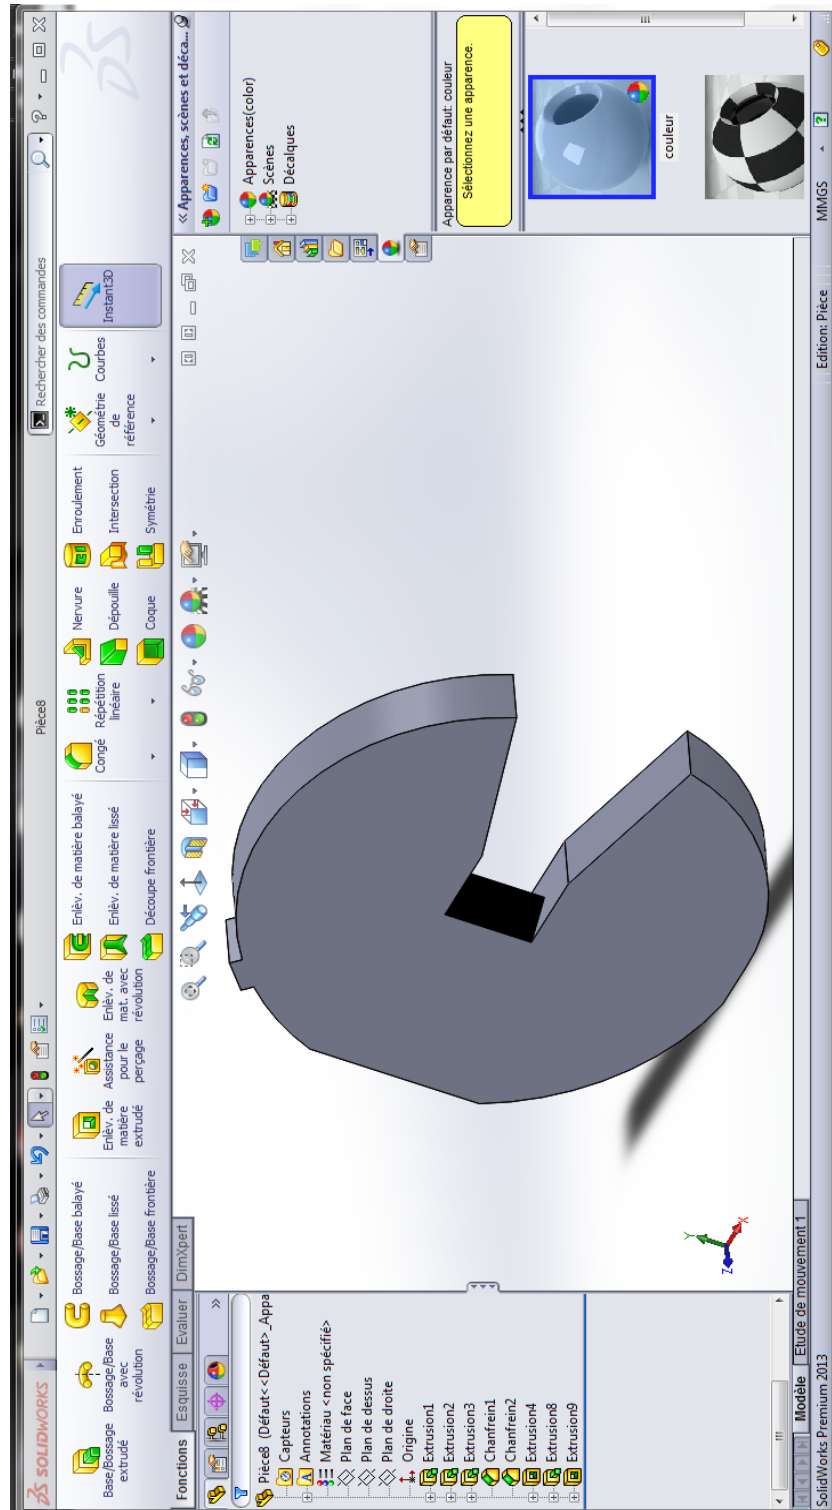 SOLIDWORKS
Pièce8
Rechercher des commandes
Base/Bossage extrudé
Bossage/Base avec révolution
Bossage/Base balayé
Bossage/Base lissé
Bossage/Base frontière
Enlèv. de matière extrudé
Assistance pour le perçage
Enlèv. de mat. avec révolution
Enlèv. de matière balayé
Enlèv. de matière lissé
Découpe frontière
Congé
Répétition linéaire
Nervure
Dépouille
Coque
Enroulement
Intersection
Symétrie
Géométrie de référence
Courbes
Instant3D
Fonctions
Esquisse
Evaluer
DimXpert
Pièce8 (Défaut<<Défaut>_Appa
Capteurs
Annotations
Matériau <non spécifié>
Plan de face
Plan de dessus
Plan de droite
Origine
Extrusion1
Extrusion2
Extrusion3
Chanfrein1
Chanfrein2
Extrusion4
Extrusion8
Extrusion9
Y
X
Z
« Apparences, scènes et déca...
Apparences(color)
Scènes
Décalques
Apparence par défaut: couleur
Sélectionnez une apparence.
couleur
Modèle
Etude de mouvement 1
SolidWorks Premium 2013
Edition: Pièce
MMGS